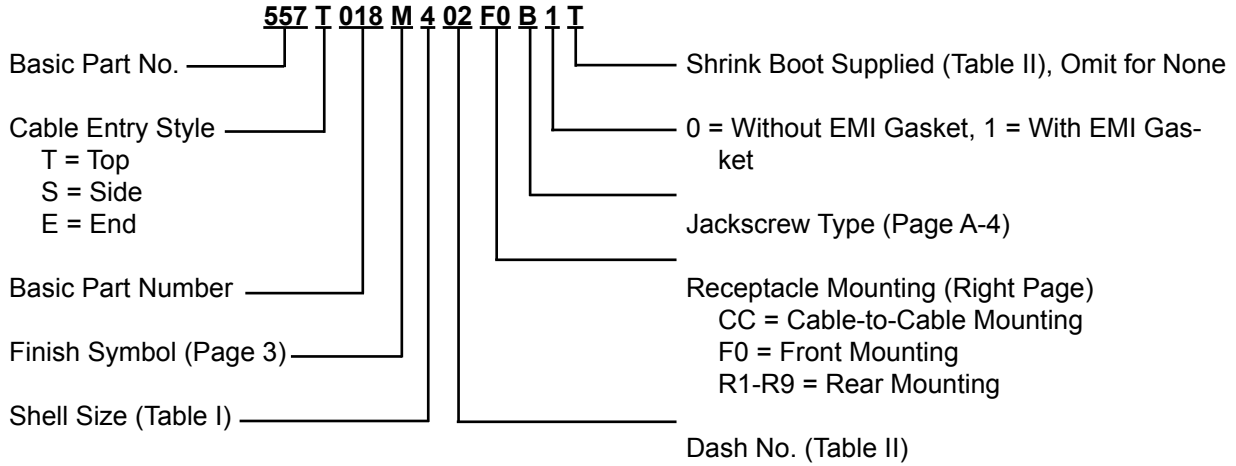 557 T 018 M 4 02 F0 B 1 T
Basic Part No.
Cable Entry Style
T = Top
S = Side
E = End
Basic Part Number
Finish Symbol (Page 3)
Shell Size (Table I)
Shrink Boot Supplied (Table II), Omit for None
0 = Without EMI Gasket, 1 = With EMI Gas-
ket
Jackscrew Type (Page A-4)
Receptacle Mounting (Right Page)
CC = Cable-to-Cable Mounting
F0 = Front Mounting
R1-R9 = Rear Mounting
Dash No. (Table II)